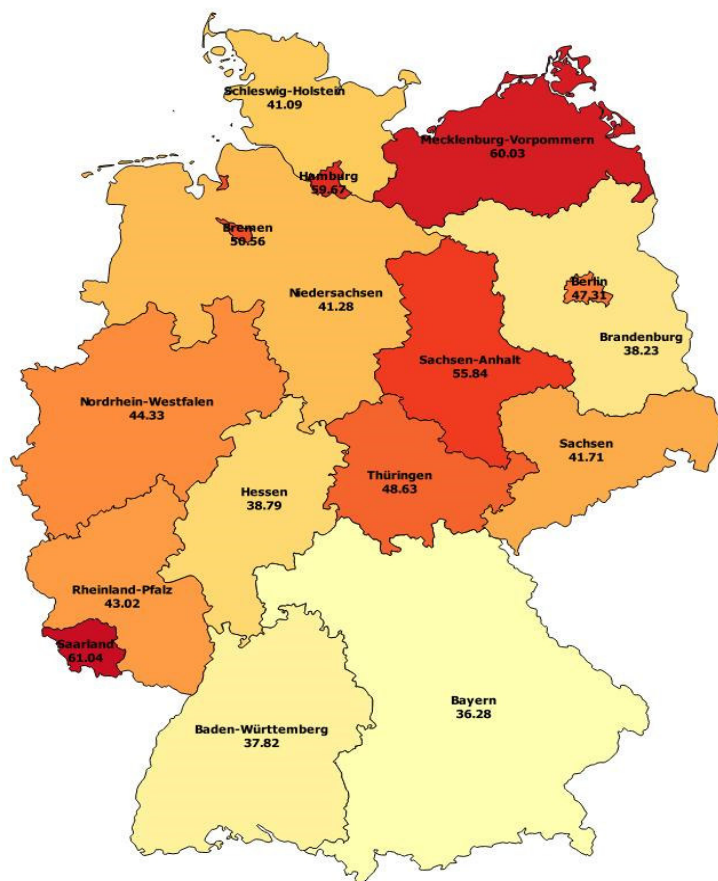 Schleswig-Holstein
41.09
Mecklenburg-Vorpommern
60.03
Hamburg
59.67
Bremen
50.56
Berlin
47.31
Niedersachsen
41.28
Brandenburg
38.23
Sachsen-Anhalt
55.84
Nordrhein-Westfalen
44.33
Sachsen
41.71
Thüringen
48.63
Hessen
38.79
Rheinland-Pfalz
43.02
Saarland
61.04
Bayern
36.28
Baden-Württemberg
37.82